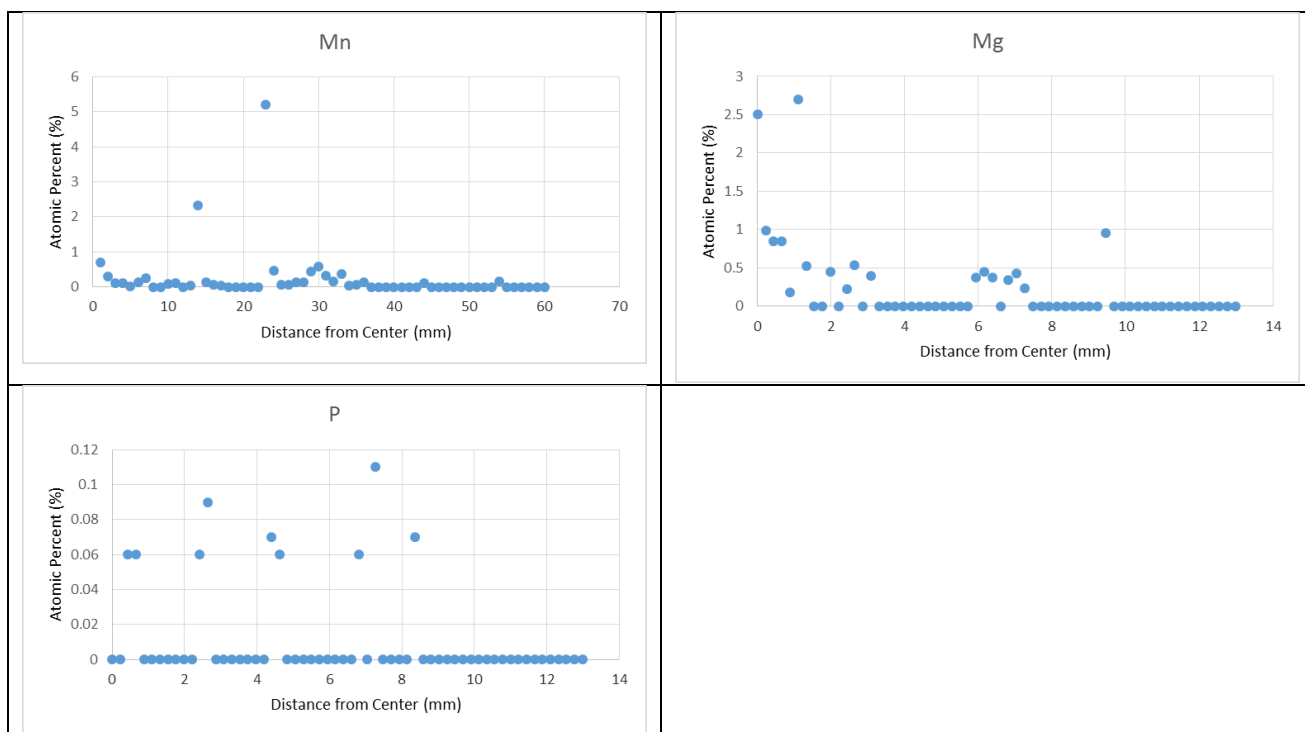 Mn
6
5
4
3
2
1
0
Atomic Percent (%)
0 10 20 30 40 50 60 70
Distance from Center (mm)
Mg
3
2.5
2
1.5
1
0.5
0
Atomic Percent (%)
0 2 4 6 8 10 12 14
Distance from Center (mm)
P
0.12
0.1
0.08
0.06
0.04
0.02
0
Atomic Percent (%)
0 2 4 6 8 10 12 14
Distance from Center (mm)